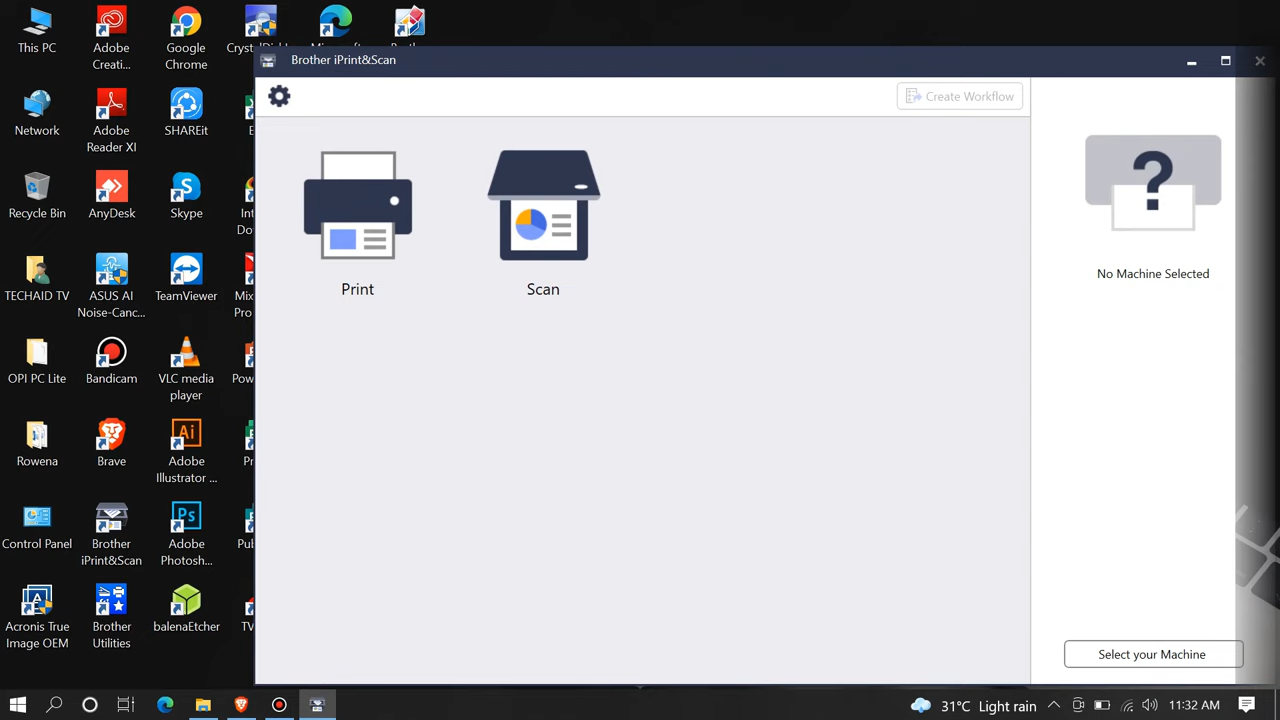 This PC
Adobe
Creati...
Google
Chrome
Brother iPrint&Scan
Create Workflow
Network
Adobe
Reader XI
SHAREit
No Machine Selected
Print
Scan
Recycle Bin
AnyDesk
Skype
TECHAID TV
ASUS AI
Noise-Canc...
TeamViewer
OPI PC Lite
Bandicam
VLC media
player
Rowena
Brave
Ai
Adobe
Illustrator ...
Control Panel
Brother
iPrint&Scan
Ps
Adobe
Photosh...
Acronis True
Image OEM
Brother
Utilities
balenaEtcher
Select your Machine
31°C Light rain
11:32 AM